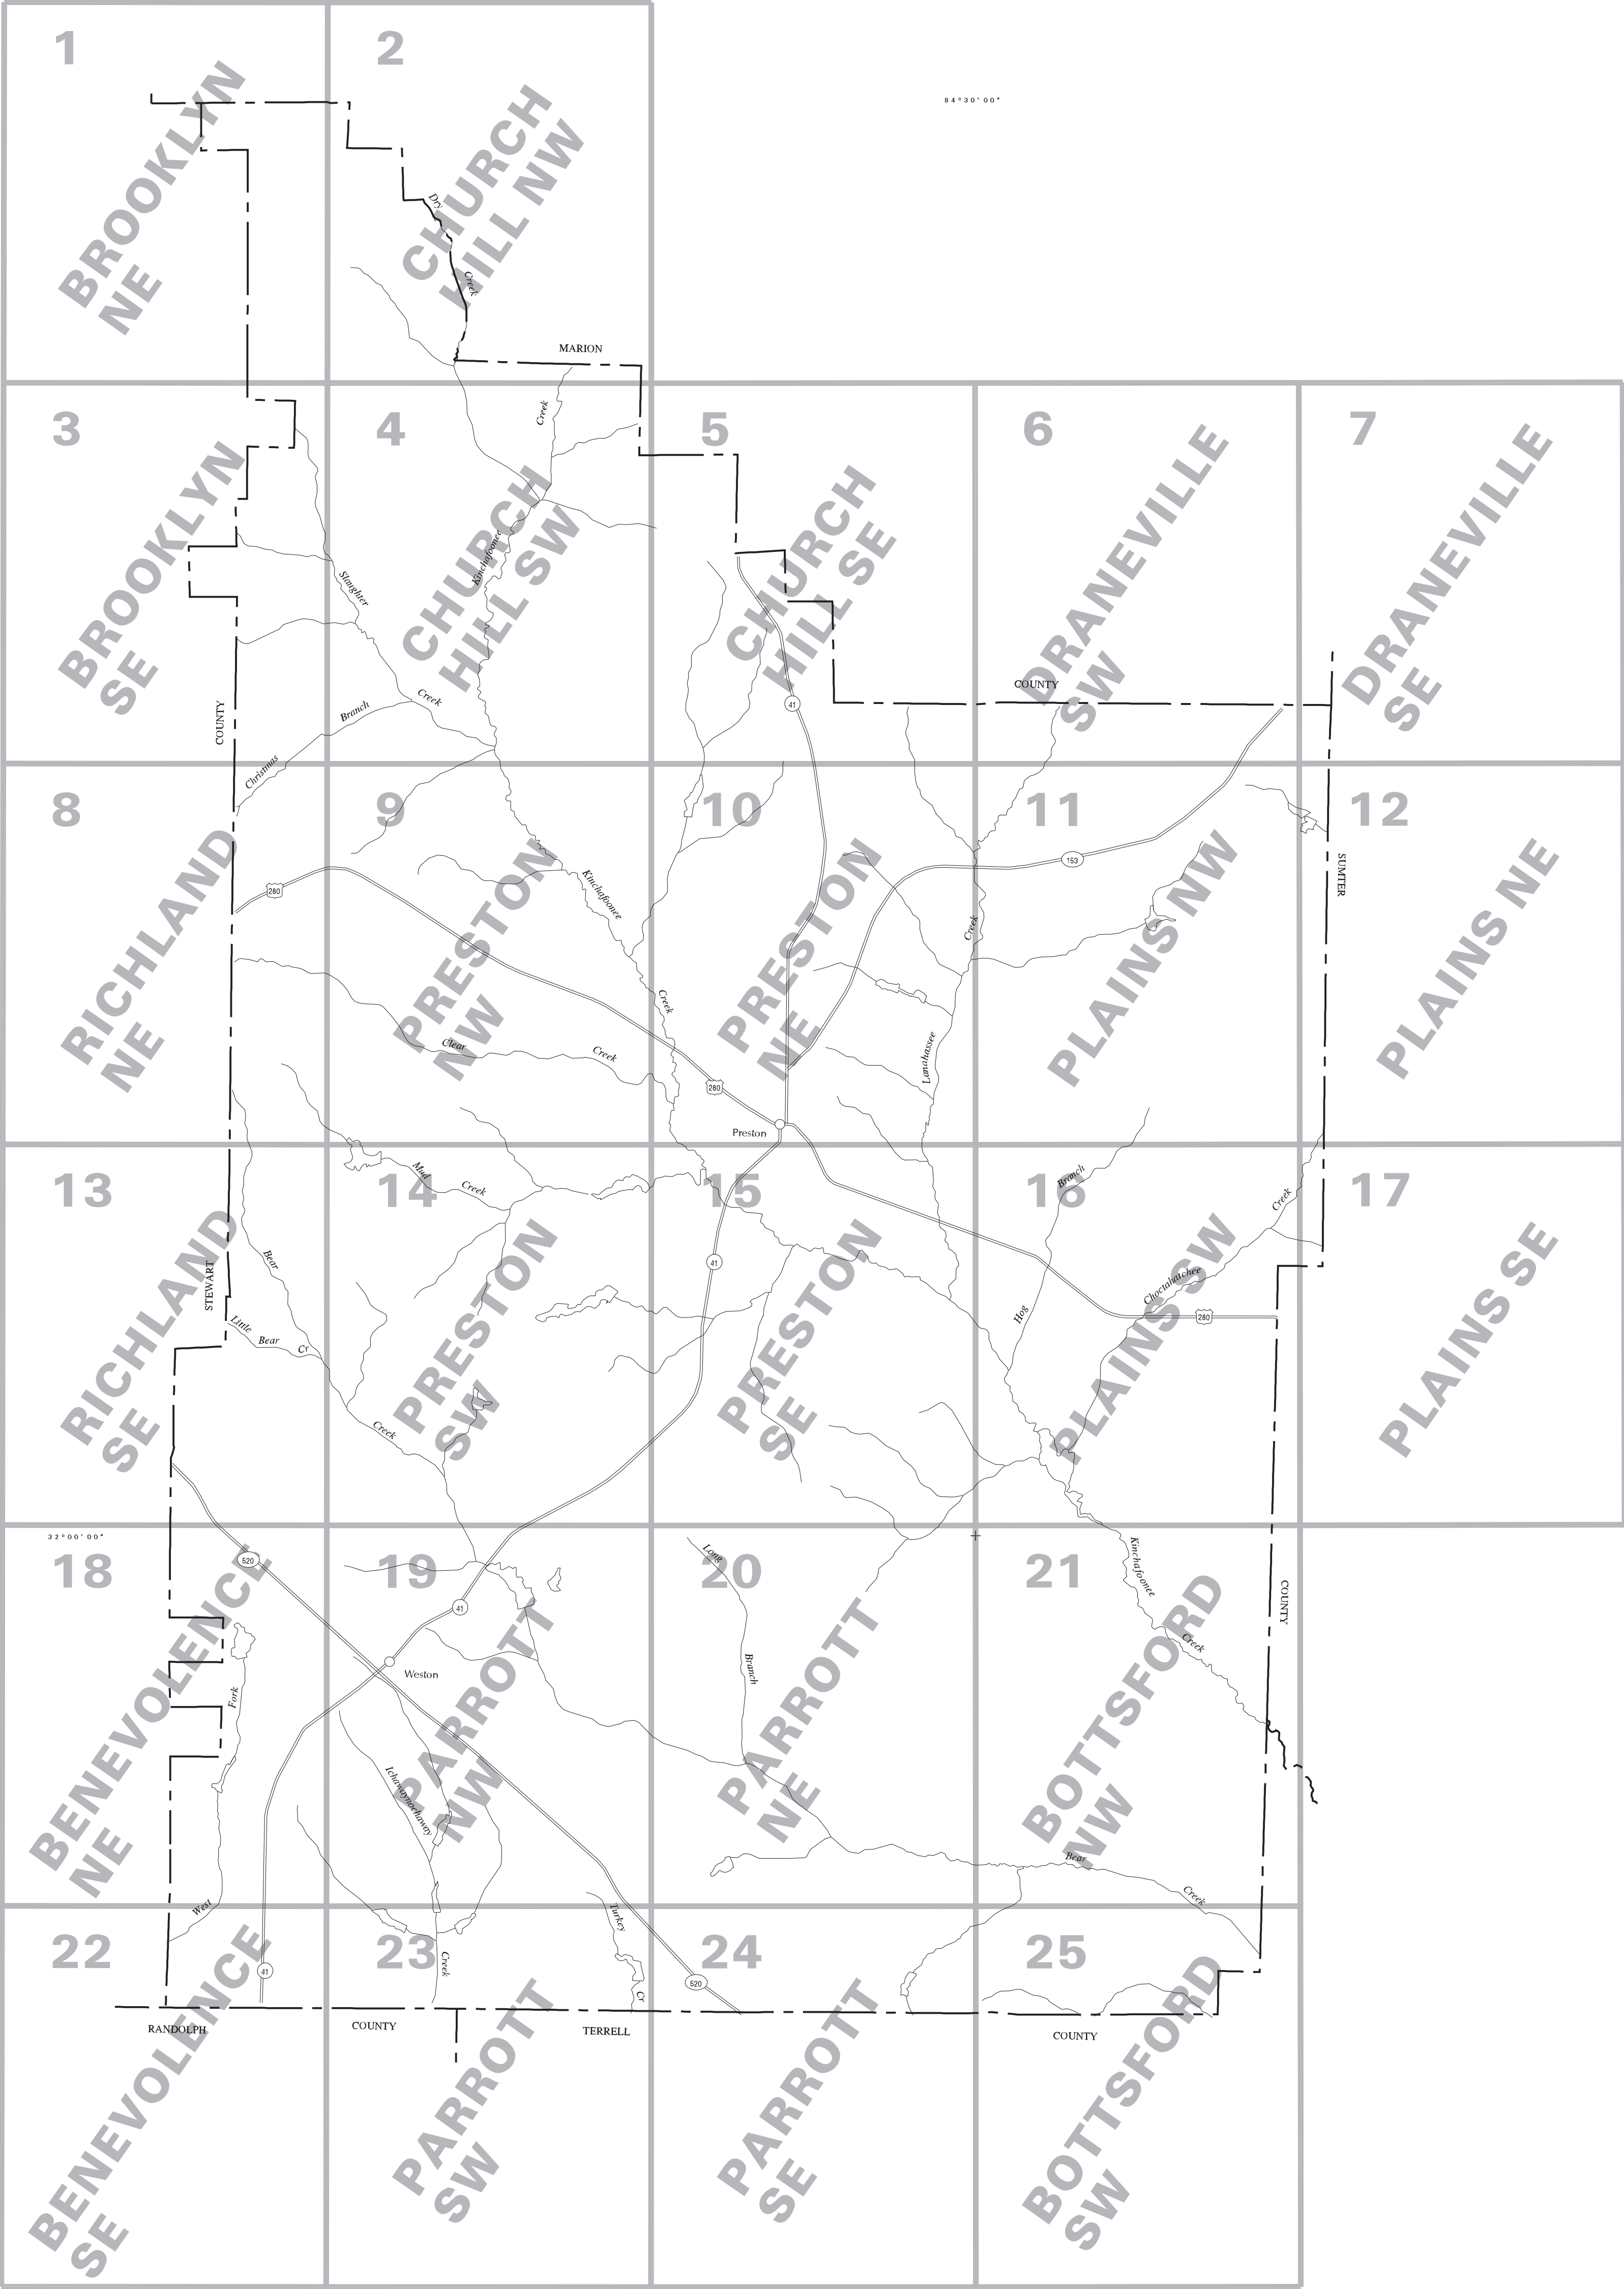 1
2
BROOKLYN
NE
CHURCH
HILL NW
84°30'00"
Dry
Creek
MARION
3
4
5
6
7
BROOKLYN
SE
CHURCH
HILL SW
CHURCH
HILL SE
DRANEVILLE
SW
DRANEVILLE
SE
Creek
Kinchafoonee
Slaughter
Creek
Branch
Christmas
COUNTY
COUNTY
41
8
9
10
11
12
RICHLAND
NE
PRESTON
NW
PRESTON
NE
PLAINS NW
PLAINS NE
280
153
SUMTER
Kinchafoonee
Creek
Creek
Lanahassee
Clear
Creek
280
Preston
13
14
15
16
17
RICHLAND
SE
PRESTON
SW
PRESTON
SE
PLAINS SW
PLAINS SE
Mud
Creek
Branch
Hog
Creek
Choctahatchee
Bear
STEWART
Little
Bear
Cr
41
280
Creek
32°00'00"
18
19
20
21
BENEVOLENCE
NE
PARROTT
NW
PARROTT
NE
BOTTSFORD
NW
520
41
Weston
Long
Branch
Kinchafoonee
Creek
COUNTY
Fork
West
Ichawaynochaway
Bear
Creek
22
23
24
25
BENEVOLENCE
SE
PARROTT
SW
PARROTT
SE
BOTTSFORD
SW
Turkey
Cr
Creek
41
520
RANDOLPH
COUNTY
TERRELL
COUNTY